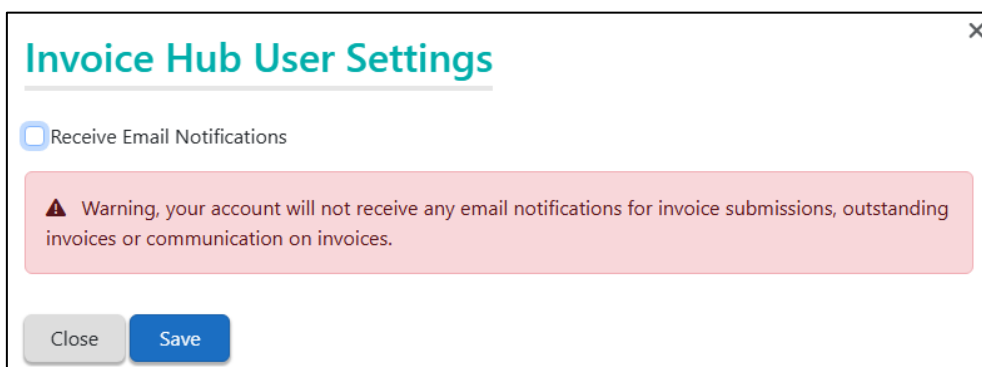 Invoice Hub User Settings
Receive Email Notifications
Warning, your account will not receive any email notifications for invoice submissions, outstanding
invoices or communication on invoices.
Close Save